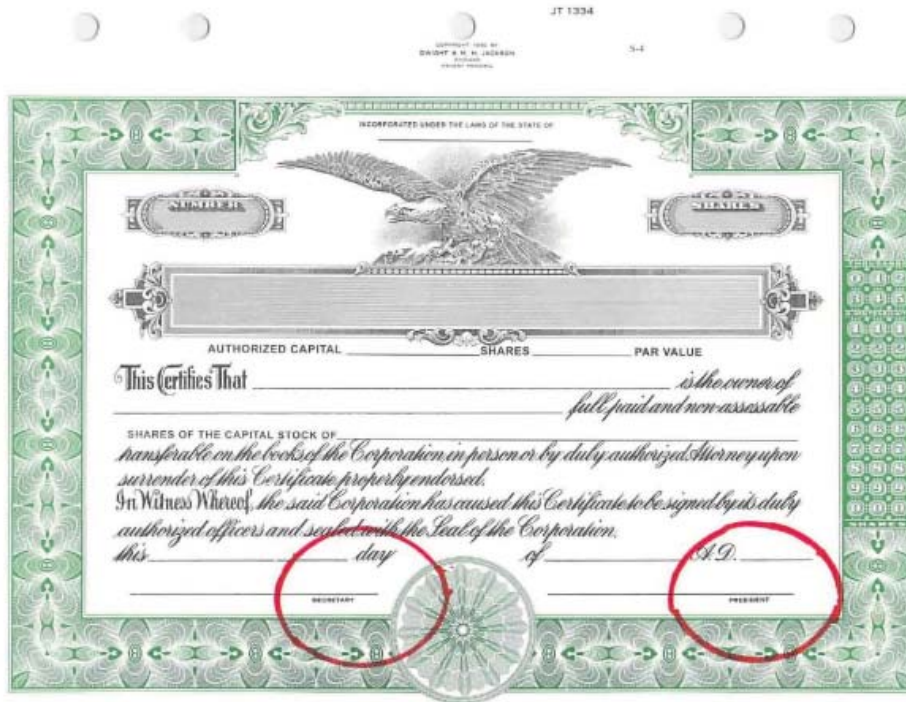 JT 1334
COPYRIGHT
DWIGHT & M. H. JACKSON
S-4
INCORPORATED UNDER THE LAWS OF THE STATE OF
NUMBER
SHARES
AUTHORIZED CAPITAL SHARES PAR VALUE
This Certifies That is the owner of
full paid and non-assessable
SHARES OF THE CAPITAL STOCK OF
transferable on the books of the Corporation in person or by duly authorized Attorney upon
surrender of this Certificate properly endorsed.
In Witness Whereof, the said Corporation has caused this Certificate to be signed by its duly
authorized officers and sealed with the Seal of the Corporation.
this day of A.D.
SECRETARY PRESIDENT